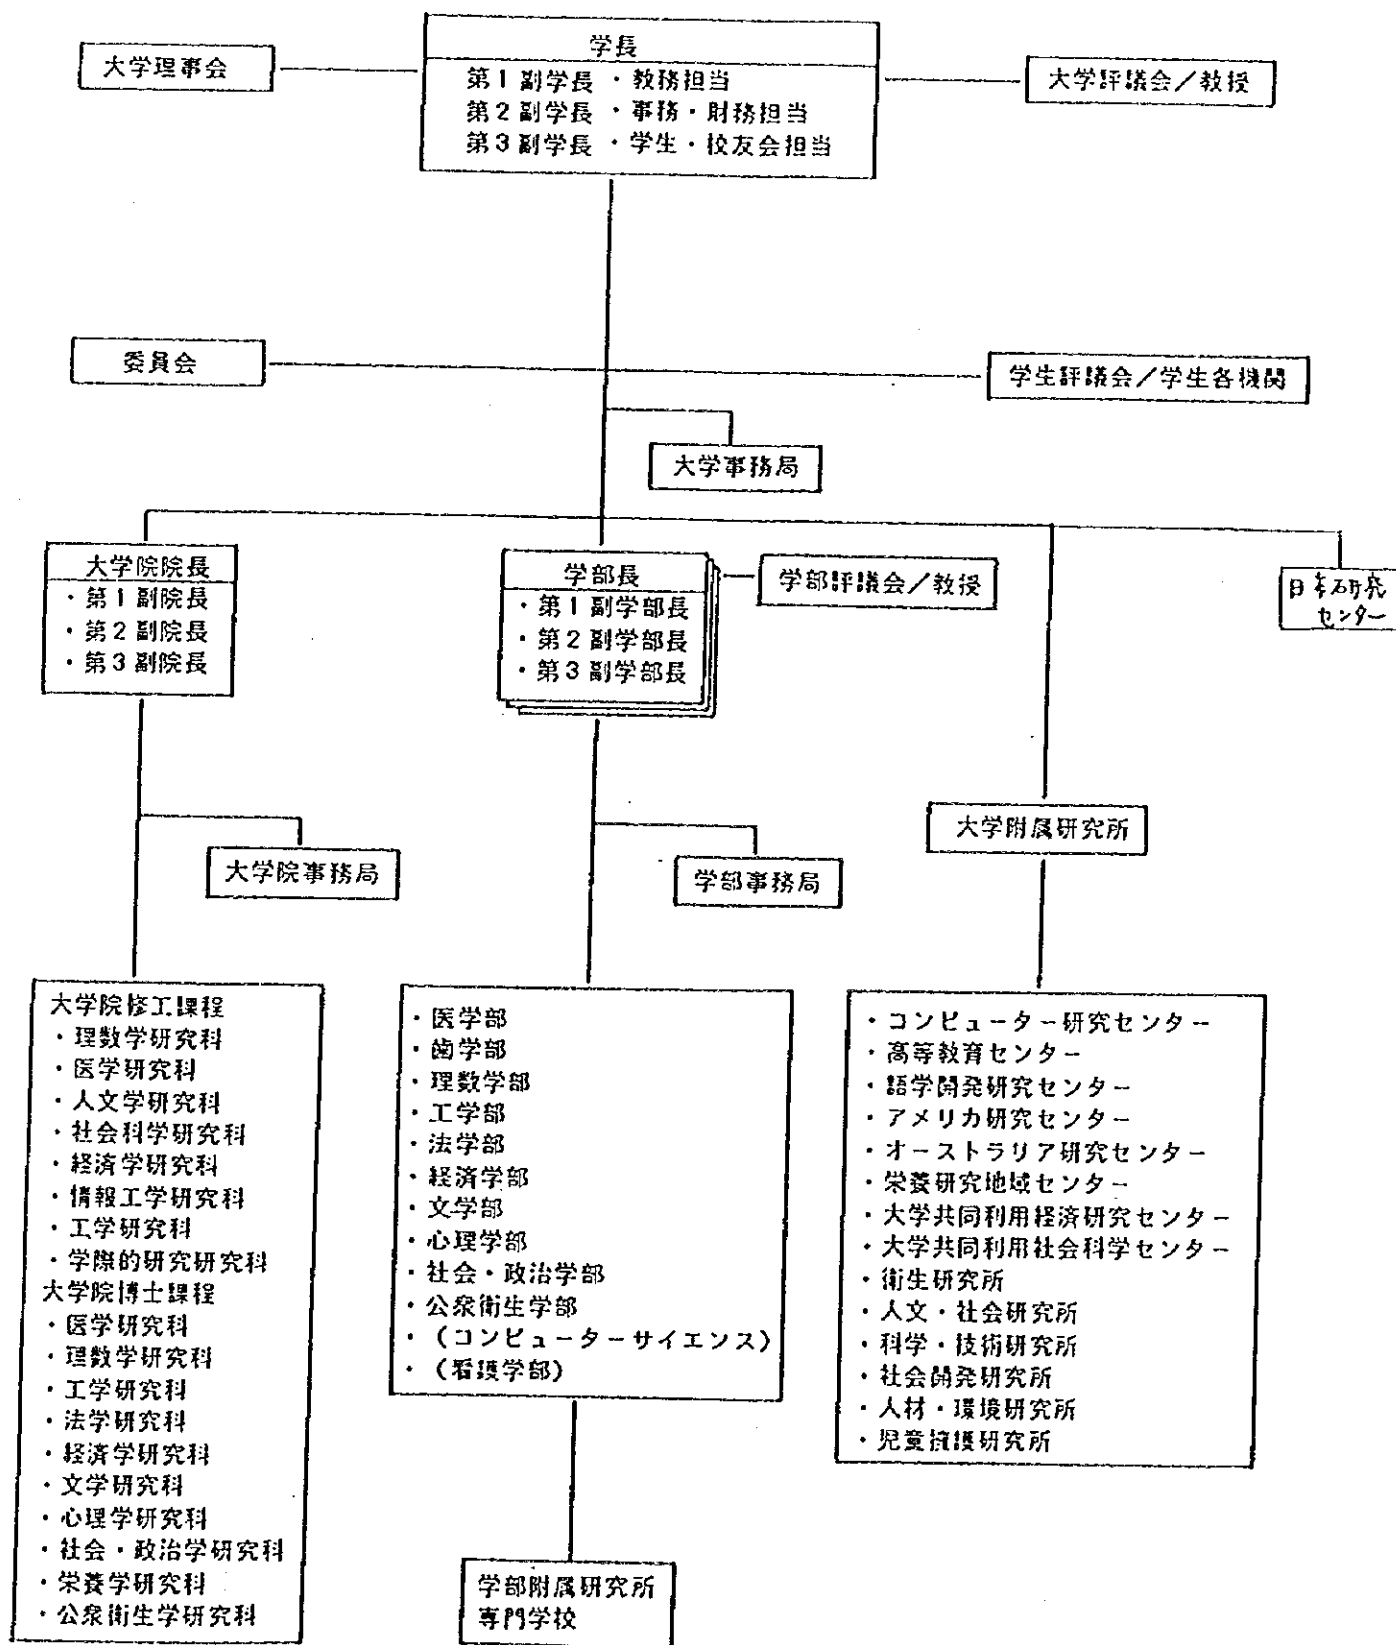 学長
大学理事会
第1副学長・教務担当
第2副学長・事務・財務担当
第3副学長・学生・校友会担当
大学評議会／教授
委員会
学生評議会／学生各機関
大学事務局
大学院院長
・第1副院長
・第2副院長
・第3副院長
学部長
・第1副学部長
・第2副学部長
・第3副学部長
学部評議会／教授
日本研究
センター
大学附属研究所
大学院事務局
学部事務局
大学院修工課程
・理数学研究科
・医学研究科
・人文学研究科
・社会科学研究科
・経済学研究科
・情報工学研究科
・工学研究科
・学際的研究研究科
大学院博士課程
・医学研究科
・理数学研究科
・工学研究科
・法学研究科
・経済学研究科
・文学研究科
・心理学研究科
・社会・政治学研究科
・栄養学研究科
・公衆衛生学研究科
・医学部
・歯学部
・理数学部
・工学部
・法学部
・経済学部
・文学部
・心理学部
・社会・政治学部
・公衆衛生学部
・（コンピューターサイエンス）
・（看護学部）
・コンピューター研究センター
・高等教育センター
・語学開発研究センター
・アメリカ研究センター
・オーストラリア研究センター
・栄養研究地域センター
・大学共同利用経済研究センター
・大学共同利用社会科学センター
・衛生研究所
・人文・社会研究所
・科学・技術研究所
・社会開発研究所
・人材・環境研究所
・児童擁護研究所
学部附属研究所
専門学校